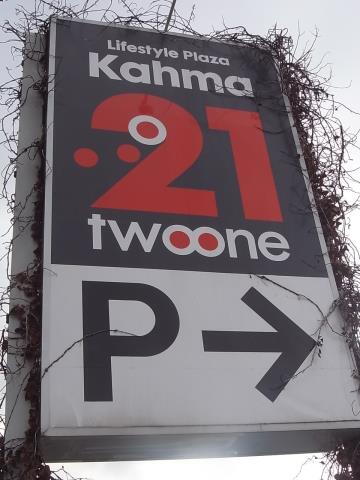 Lifestyle Plaza
Kahma
21
twoone
P →